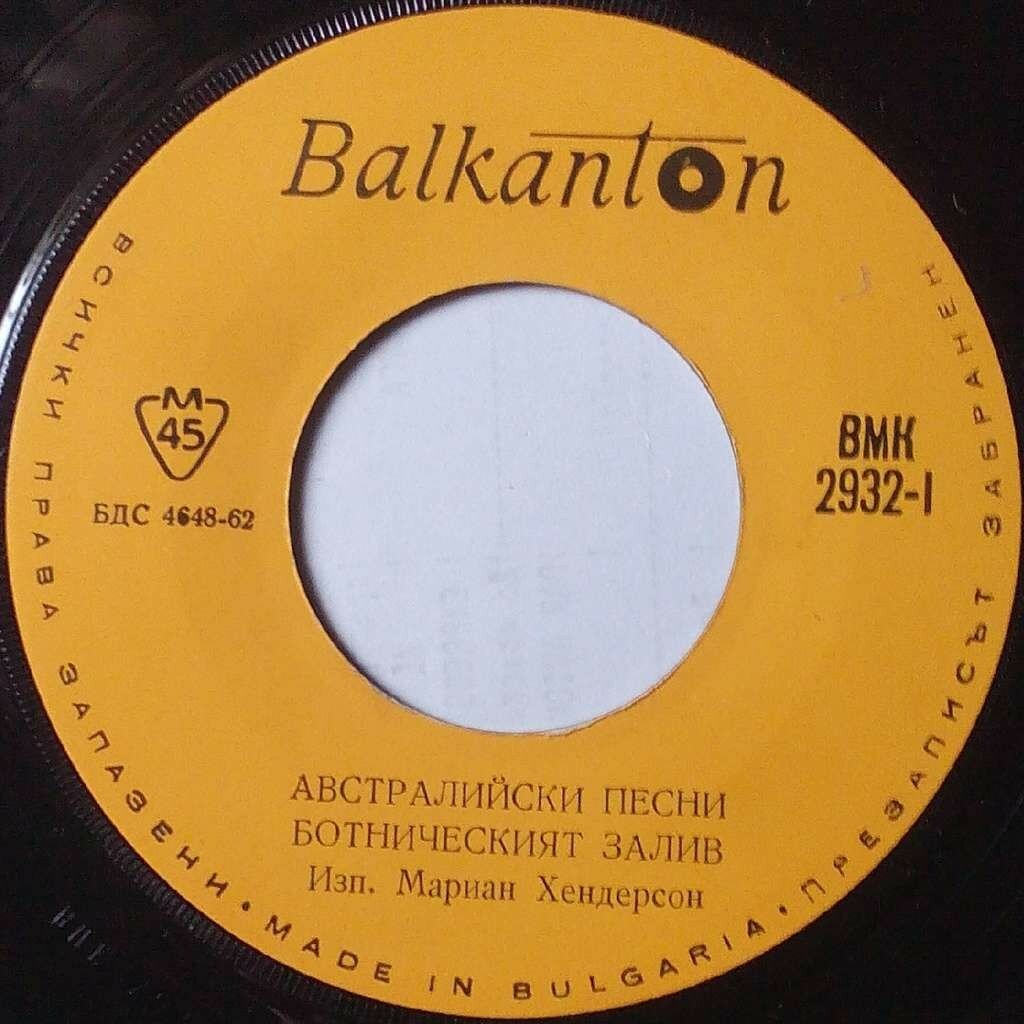 Balkanton
М
45
БДС 4648-62
ВМК
2932-I
АВСТРАЛИЙСКИ ПЕСНИ
БОТНИЧЕСКИЯТ ЗАЛИВ
Изп. Мариан Хендерсон
ВСИЧКИ ПРАВА ЗАПАЗЕНИ • MADE IN BULGARIA • ПРЕЗАПИСЪТ ЗАБРАНЕН